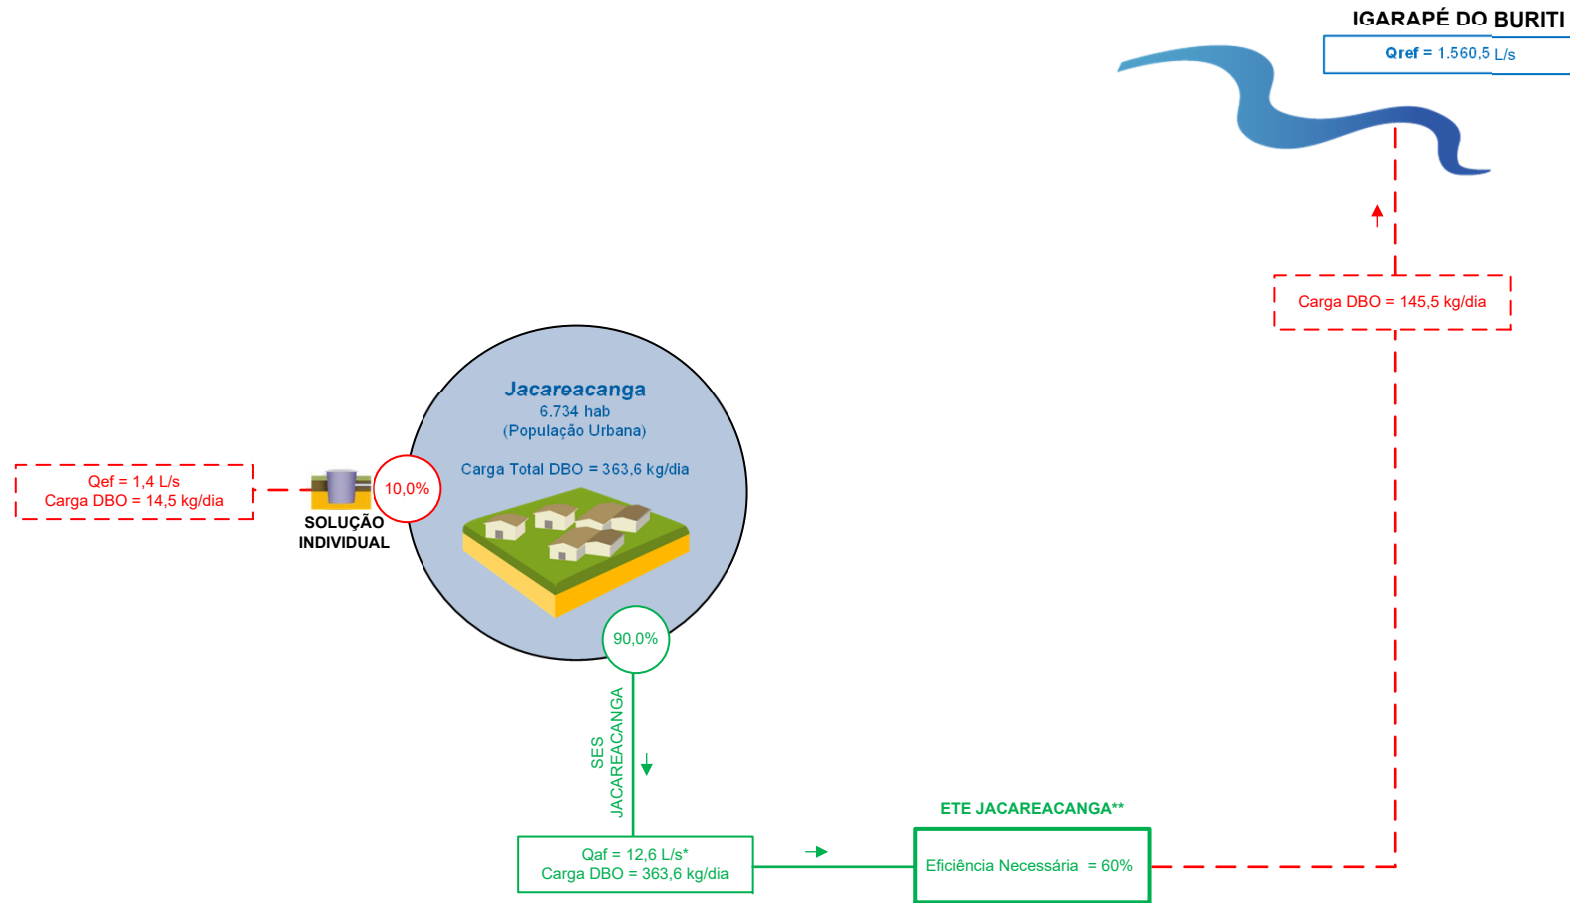 IGARAPÉ DO BURITI
Qref = 1.560,5 L/s
Carga DBO = 145,5 kg/dia
Jacareacanga
6.734 hab
(População Urbana)
Carga Total DBO = 363,6 kg/dia
10,0%
Qef = 1,4 L/s
Carga DBO = 14,5 kg/dia
SOLUÇÃO
INDIVIDUAL
90,0%
SES
JACAREACANGA
ETE JACAREACANGA**
Qaf = 12,6 L/s*
Carga DBO = 363,6 kg/dia
Eficiência Necessária = 60%